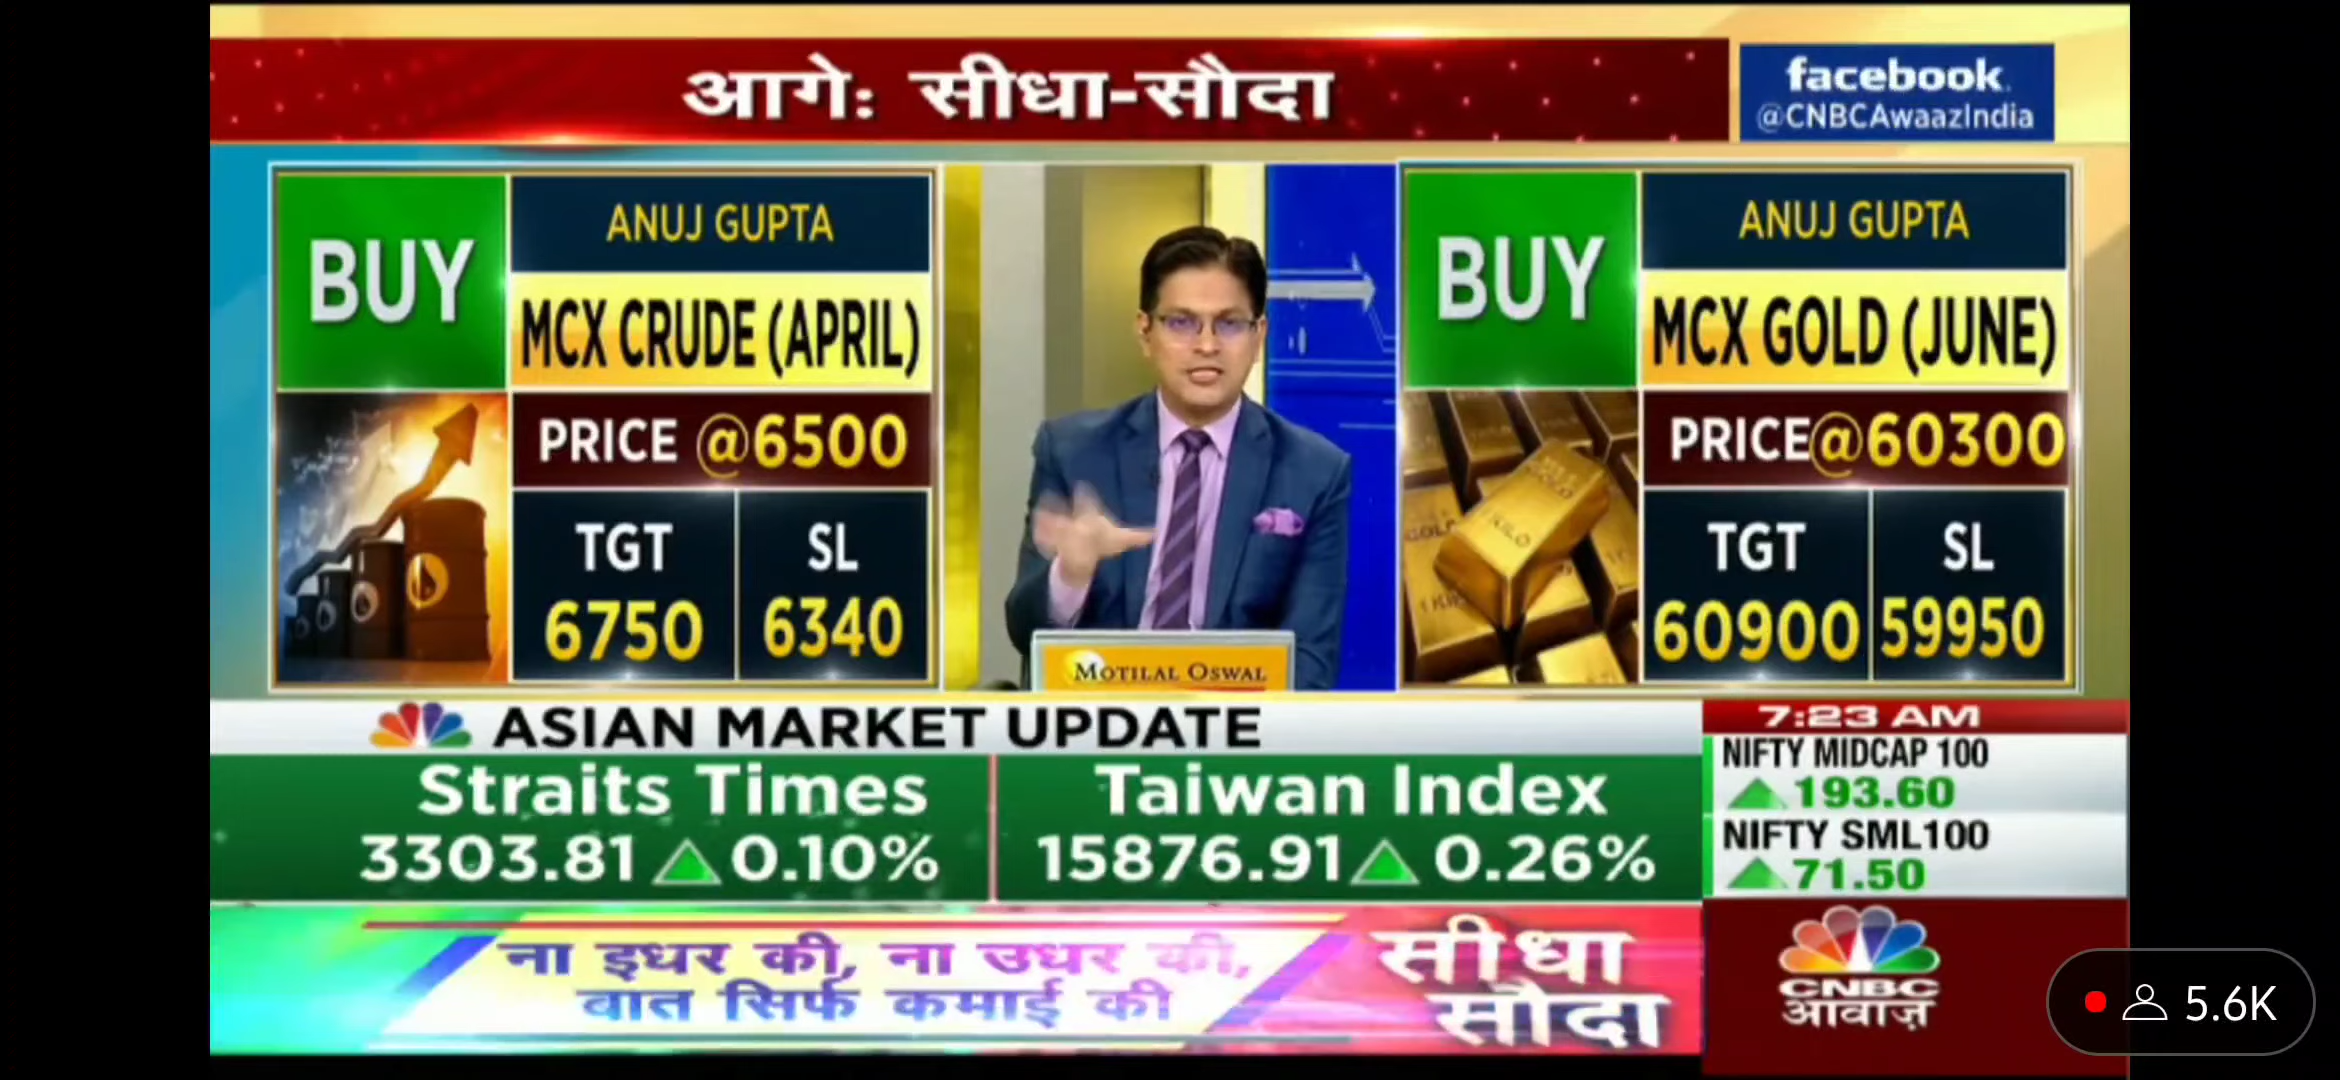 आगे: सीधा-सौदा
facebook.
@CNBCAwaazIndia
BUY
ANUJ GUPTA
MCX CRUDE (APRIL)
PRICE @6500
TGT
6750
SL
6340
BUY
ANUJ GUPTA
MCX GOLD (JUNE)
PRICE@60300
TGT
60900
SL
59950
MOTILAL OSWAL
ASIAN MARKET UPDATE
Straits Times
3303.81 0.10%
Taiwan Index
15876.91 0.26%
7:23 AM
NIFTY MIDCAP 100
193.60
NIFTY SML100
71.50
ना इधर की, ना उधर की,
बात सिर्फ कमाई की
सीधा
सौदा
CNBC
आवाज़
5.6K